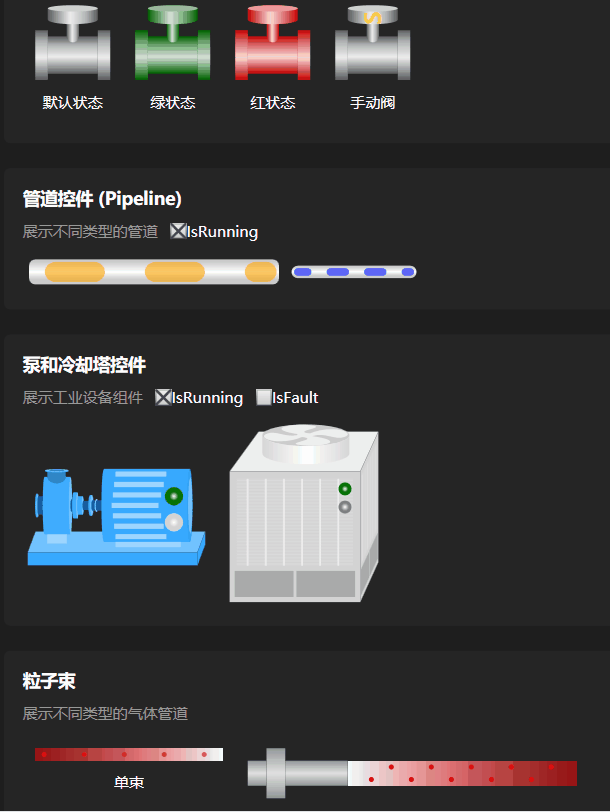 默认状态 绿状态 红状态 手动阀
管道控件 (Pipeline)
展示不同类型的管道 IsRunning
泵和冷却塔控件
展示工业设备组件 IsRunning IsFault
粒子束
展示不同类型的气体管道
单束